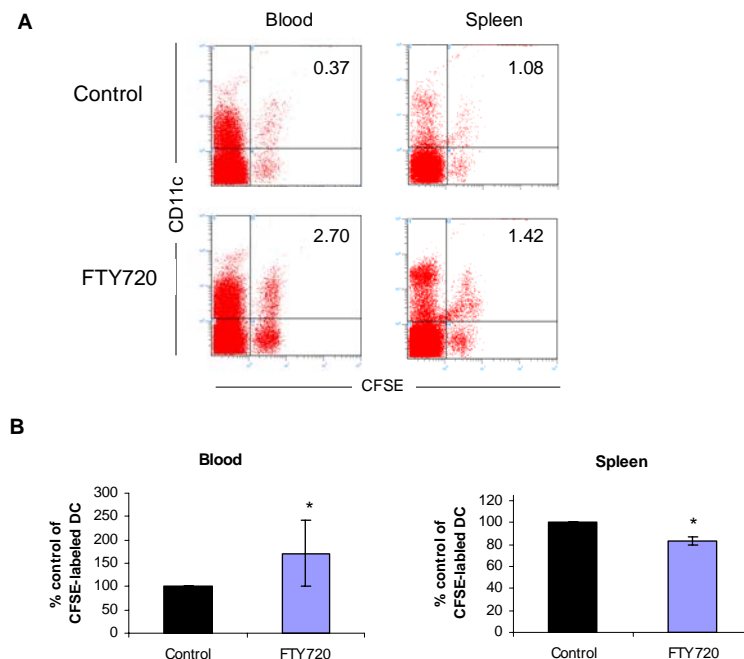 A
Blood Spleen
Control
0.37
1.08
CD11c
FTY720
2.70
1.42
CFSE
B
Blood
% control of
CFSE-labeled DC
300
250
200
150
100
50
0
*
Control FTY720
Spleen
% control of
CFSE-labled DC
120
100
80
60
40
20
0
*
Control FTY720